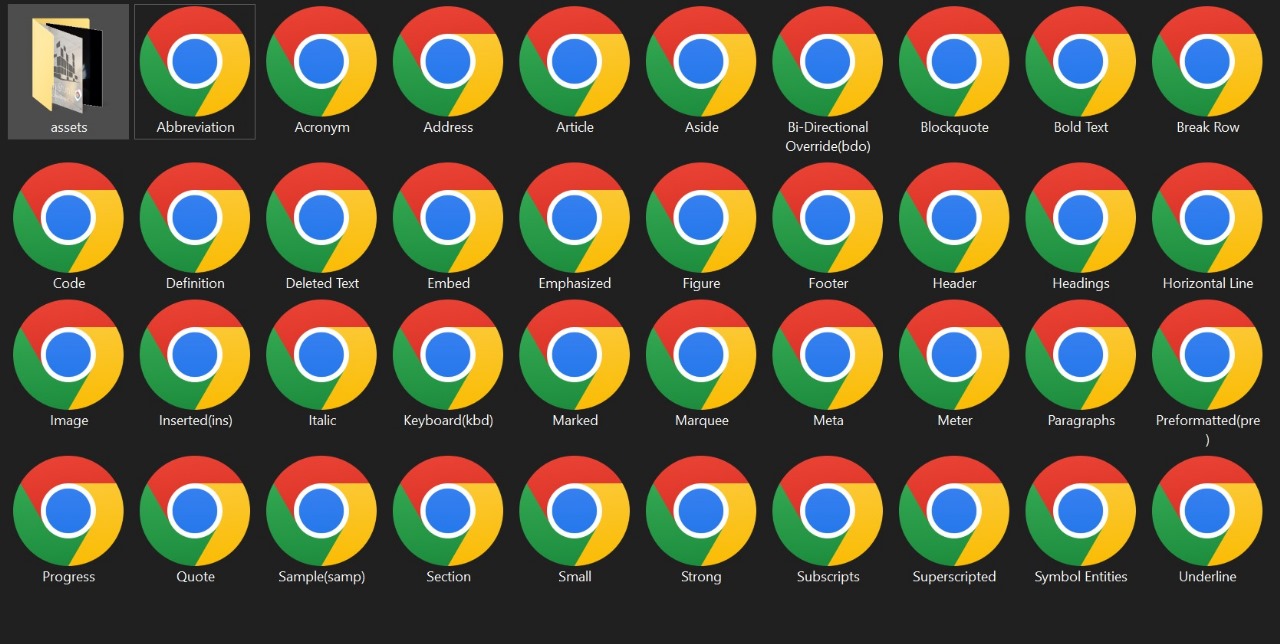 assets
Abbreviation
Acronym
Address
Article
Aside
Bi-Directional
Override(bdo)
Blockquote
Bold Text
Break Row
Code
Definition
Deleted Text
Embed
Emphasized
Figure
Footer
Header
Headings
Horizontal Line
Image
Inserted(ins)
Italic
Keyboard(kbd)
Marked
Marquee
Meta
Meter
Paragraphs
Preformatted(pre
)
Progress
Quote
Sample(samp)
Section
Small
Strong
Subscripts
Superscripted
Symbol Entities
Underline